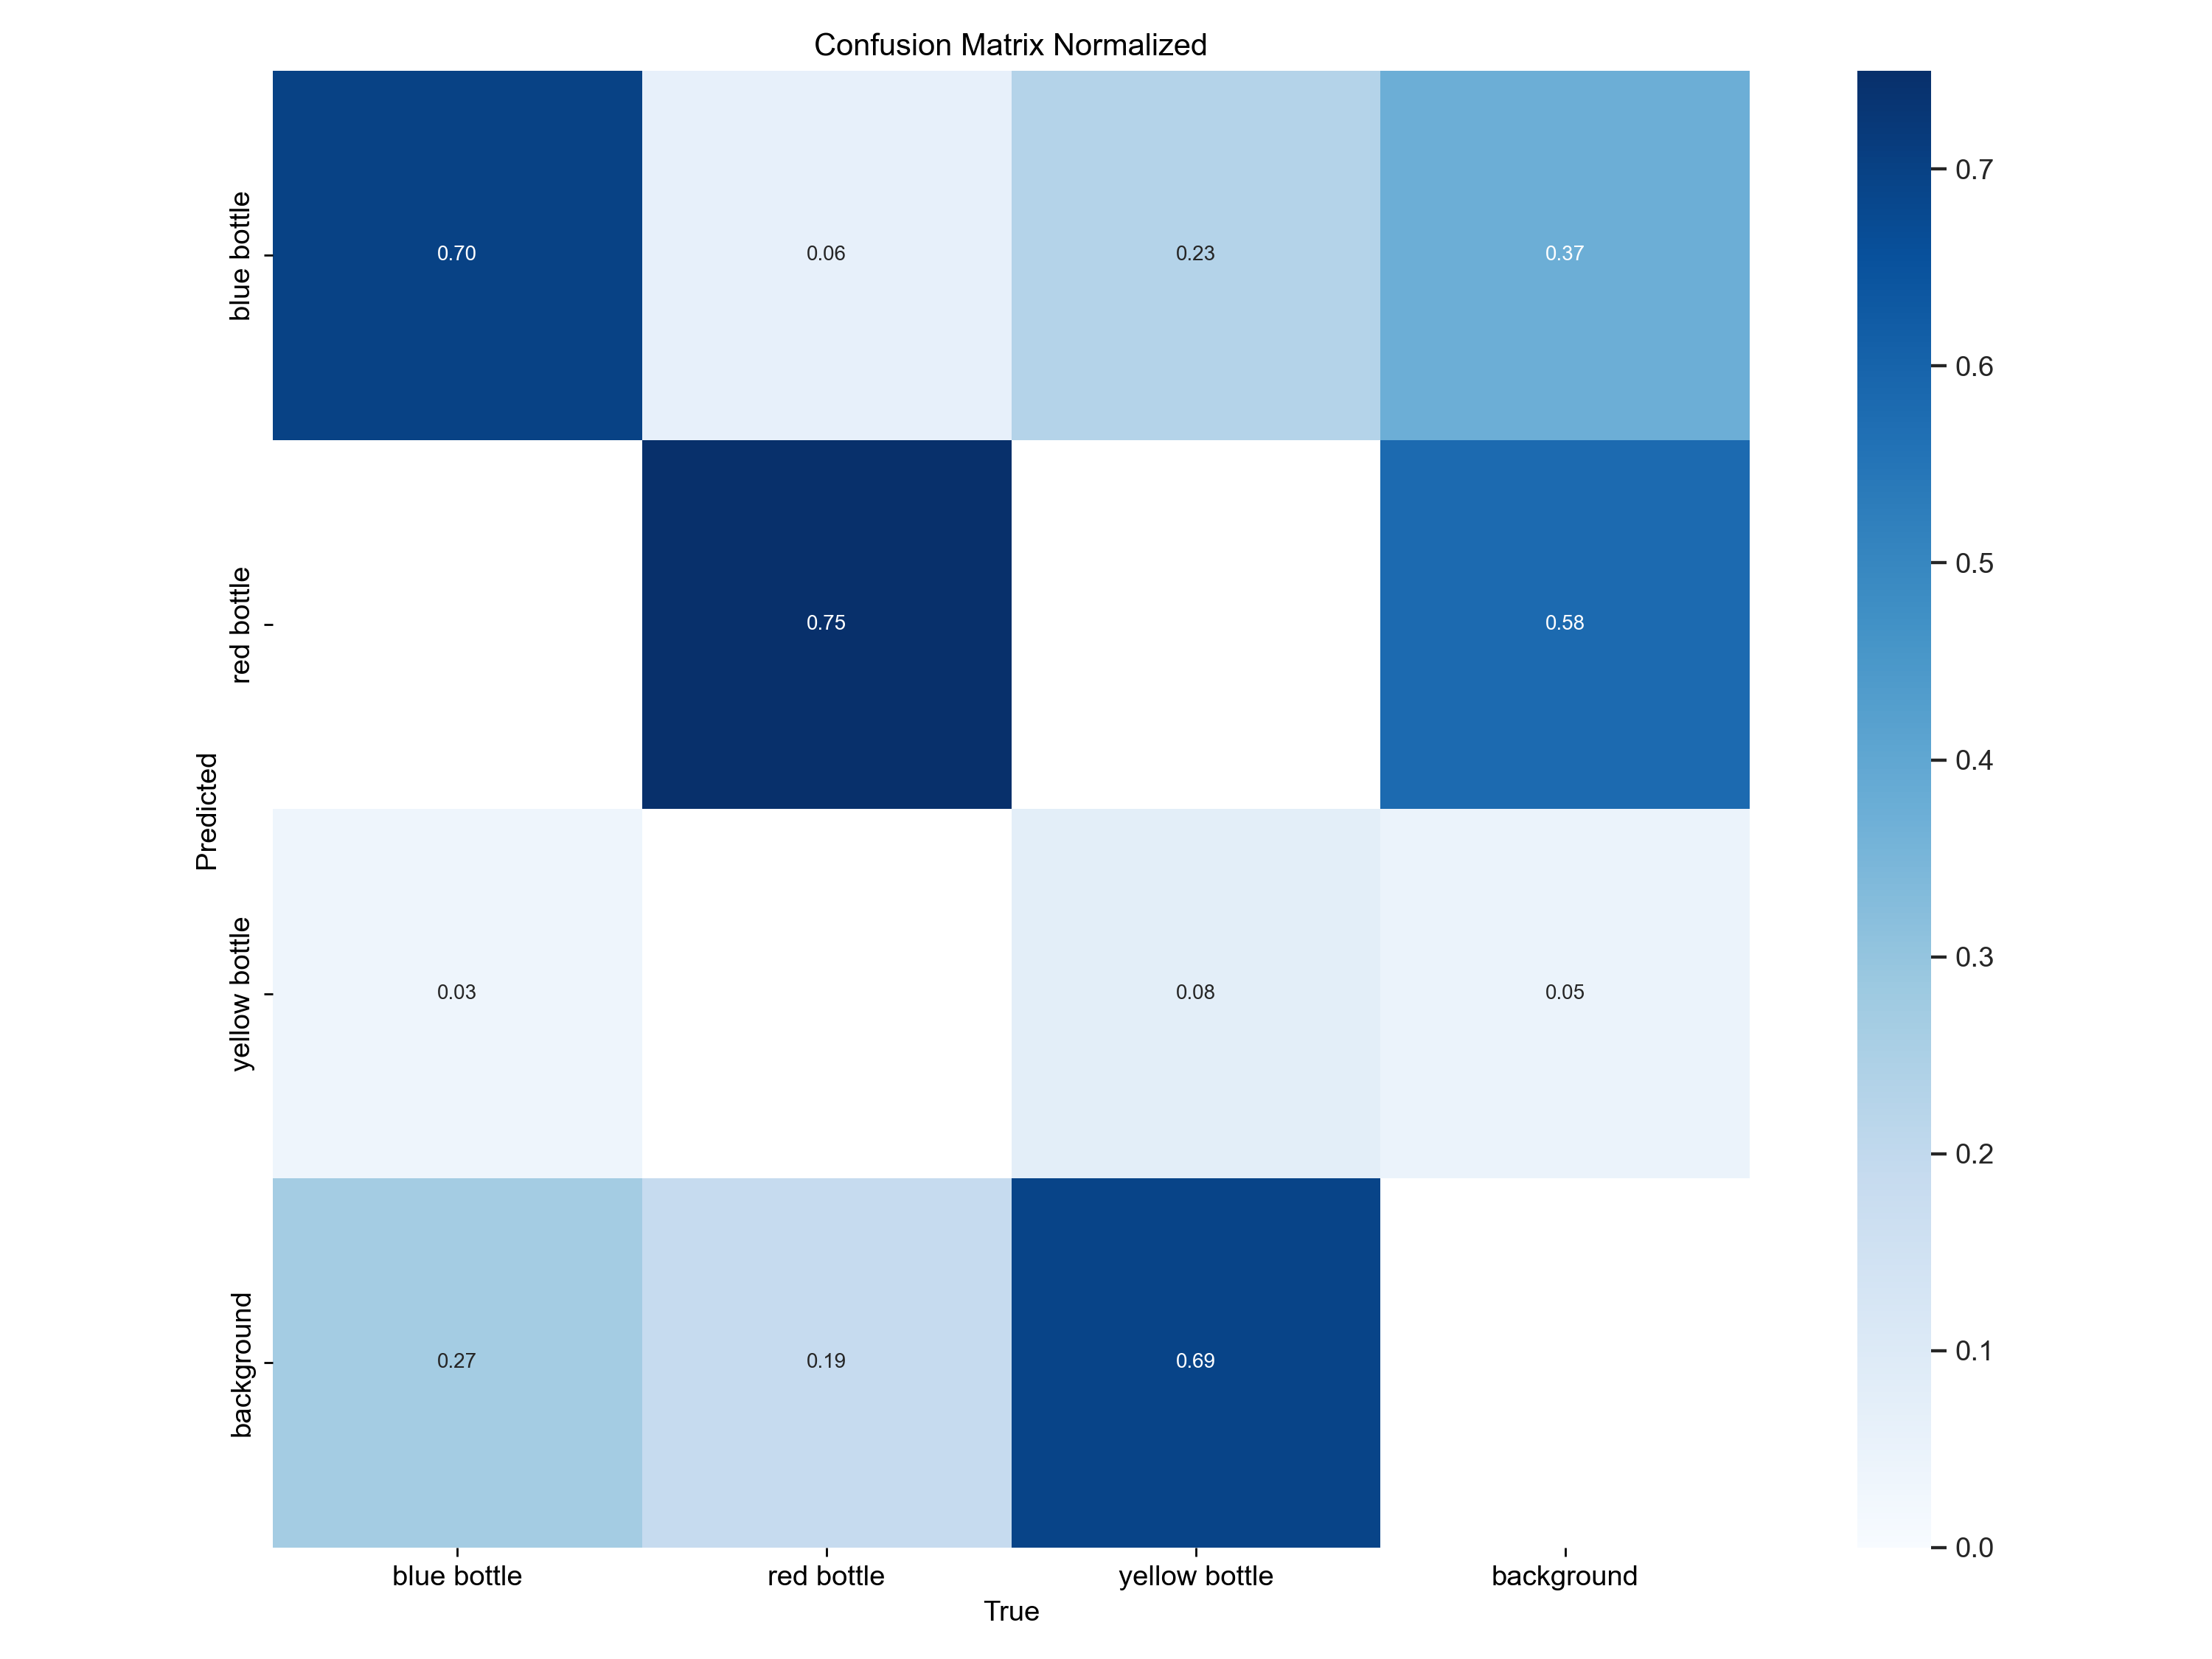 Confusion Matrix Normalized
blue bottle
0.70 0.06 0.23 0.37
0.7
0.6
red bottle
0.75 0.58
0.5
0.4
Predicted
yellow bottle
0.03 0.08 0.05
0.3
0.2
background
0.27 0.19 0.69
0.1
0.0
blue bottle red bottle yellow bottle background
True